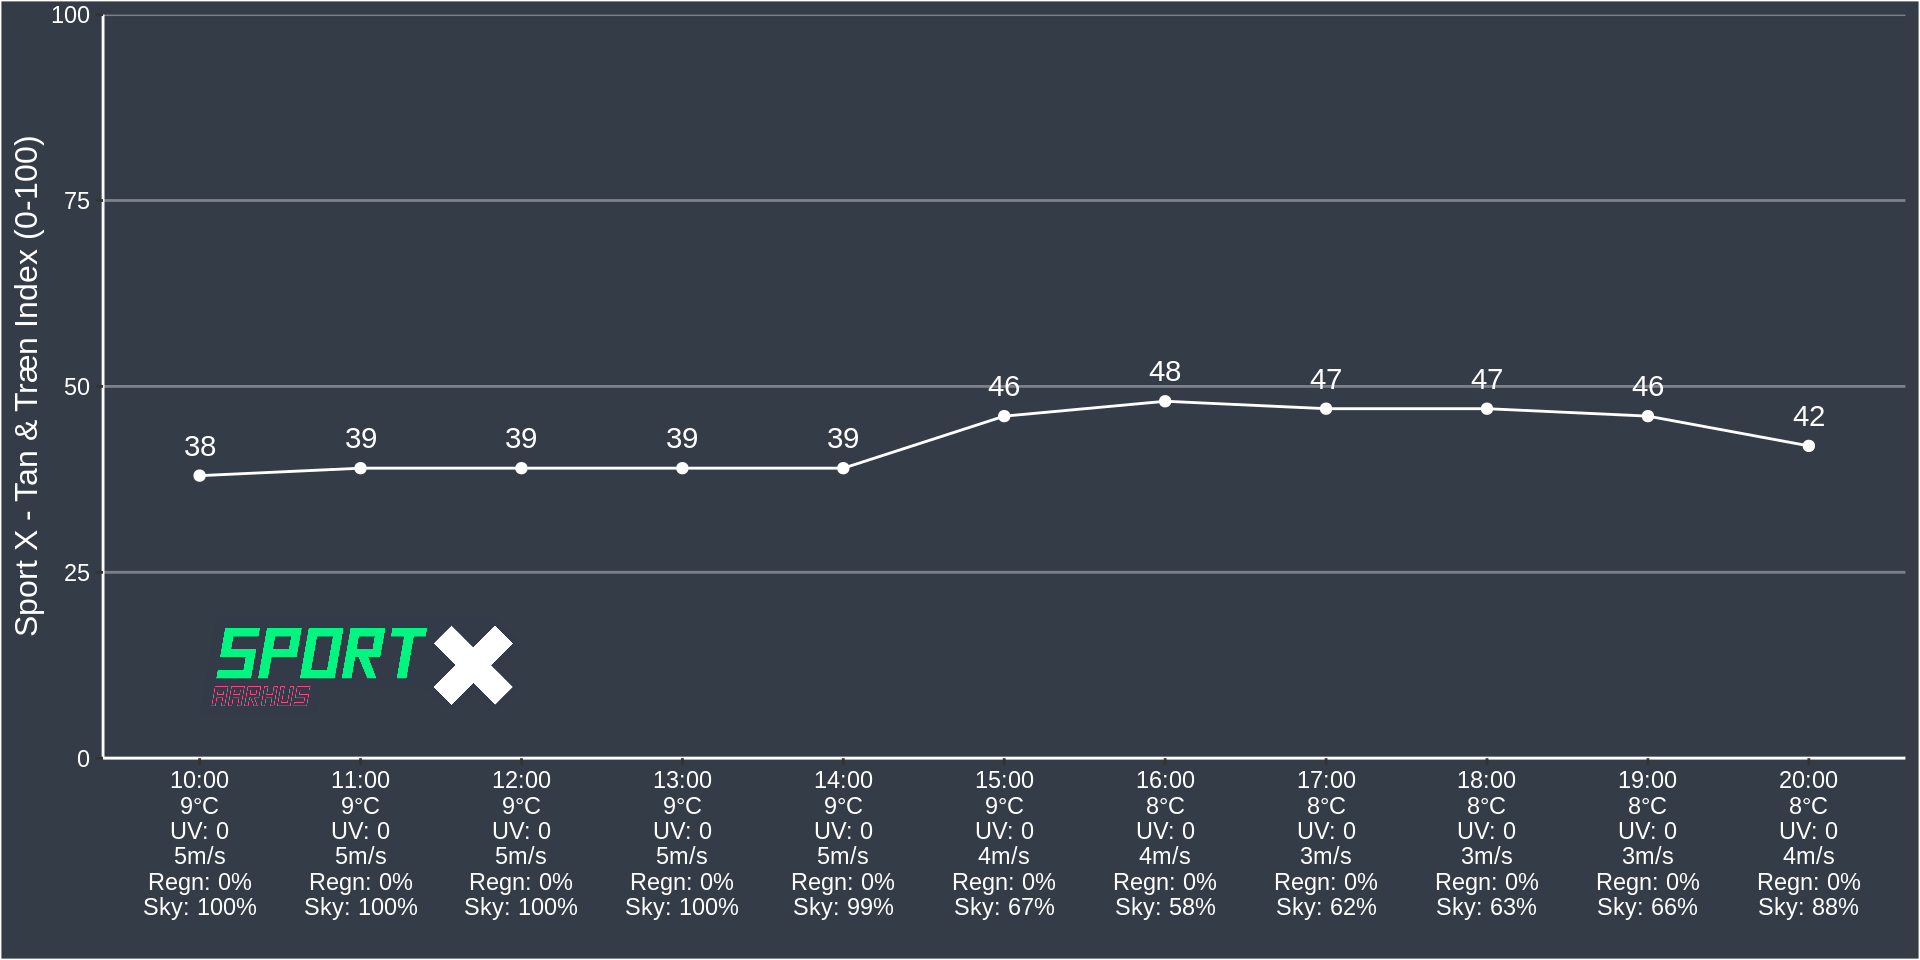 Sport X - Tan & Træn Index (0-100)
100
75
50
25
0
38
39
39
39
39
46
48
47
47
46
42
SPORT X
AARHUS
10:00
9°C
UV: 0
5m/s
Regn: 0%
Sky: 100%
11:00
9°C
UV: 0
5m/s
Regn: 0%
Sky: 100%
12:00
9°C
UV: 0
5m/s
Regn: 0%
Sky: 100%
13:00
9°C
UV: 0
5m/s
Regn: 0%
Sky: 100%
14:00
9°C
UV: 0
5m/s
Regn: 0%
Sky: 99%
15:00
9°C
UV: 0
4m/s
Regn: 0%
Sky: 67%
16:00
8°C
UV: 0
4m/s
Regn: 0%
Sky: 58%
17:00
8°C
UV: 0
3m/s
Regn: 0%
Sky: 62%
18:00
8°C
UV: 0
3m/s
Regn: 0%
Sky: 63%
19:00
8°C
UV: 0
3m/s
Regn: 0%
Sky: 66%
20:00
8°C
UV: 0
4m/s
Regn: 0%
Sky: 88%